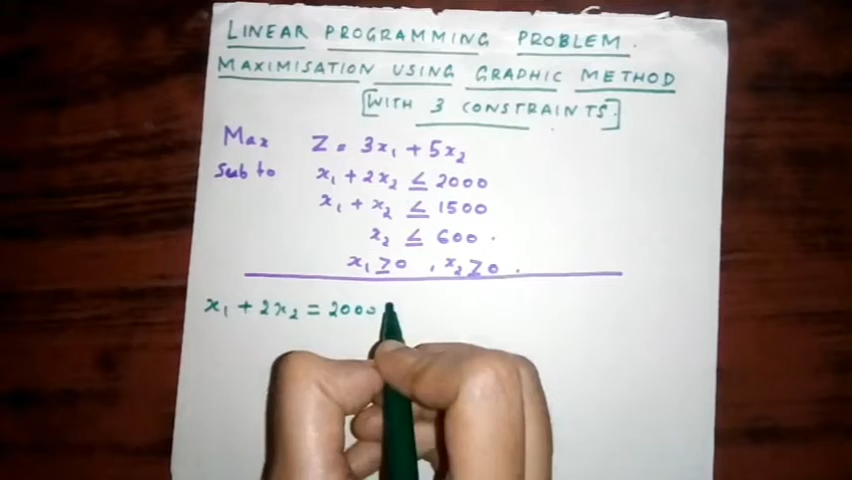 LINEAR PROGRAMMING PROBLEM.
MAXIMISATION USING GRAPHIC METHOD
[WITH 3 CONSTRAINTS].
Max Z = 3x₁ + 5x₂
Sub to x₁ + 2x₂ ≤ 2000
x₁ + x₂ ≤ 1500
x₂ ≤ 600.
x₁ ≥ 0, x₂ ≥ 0.
x₁ + 2x₂ = 2000